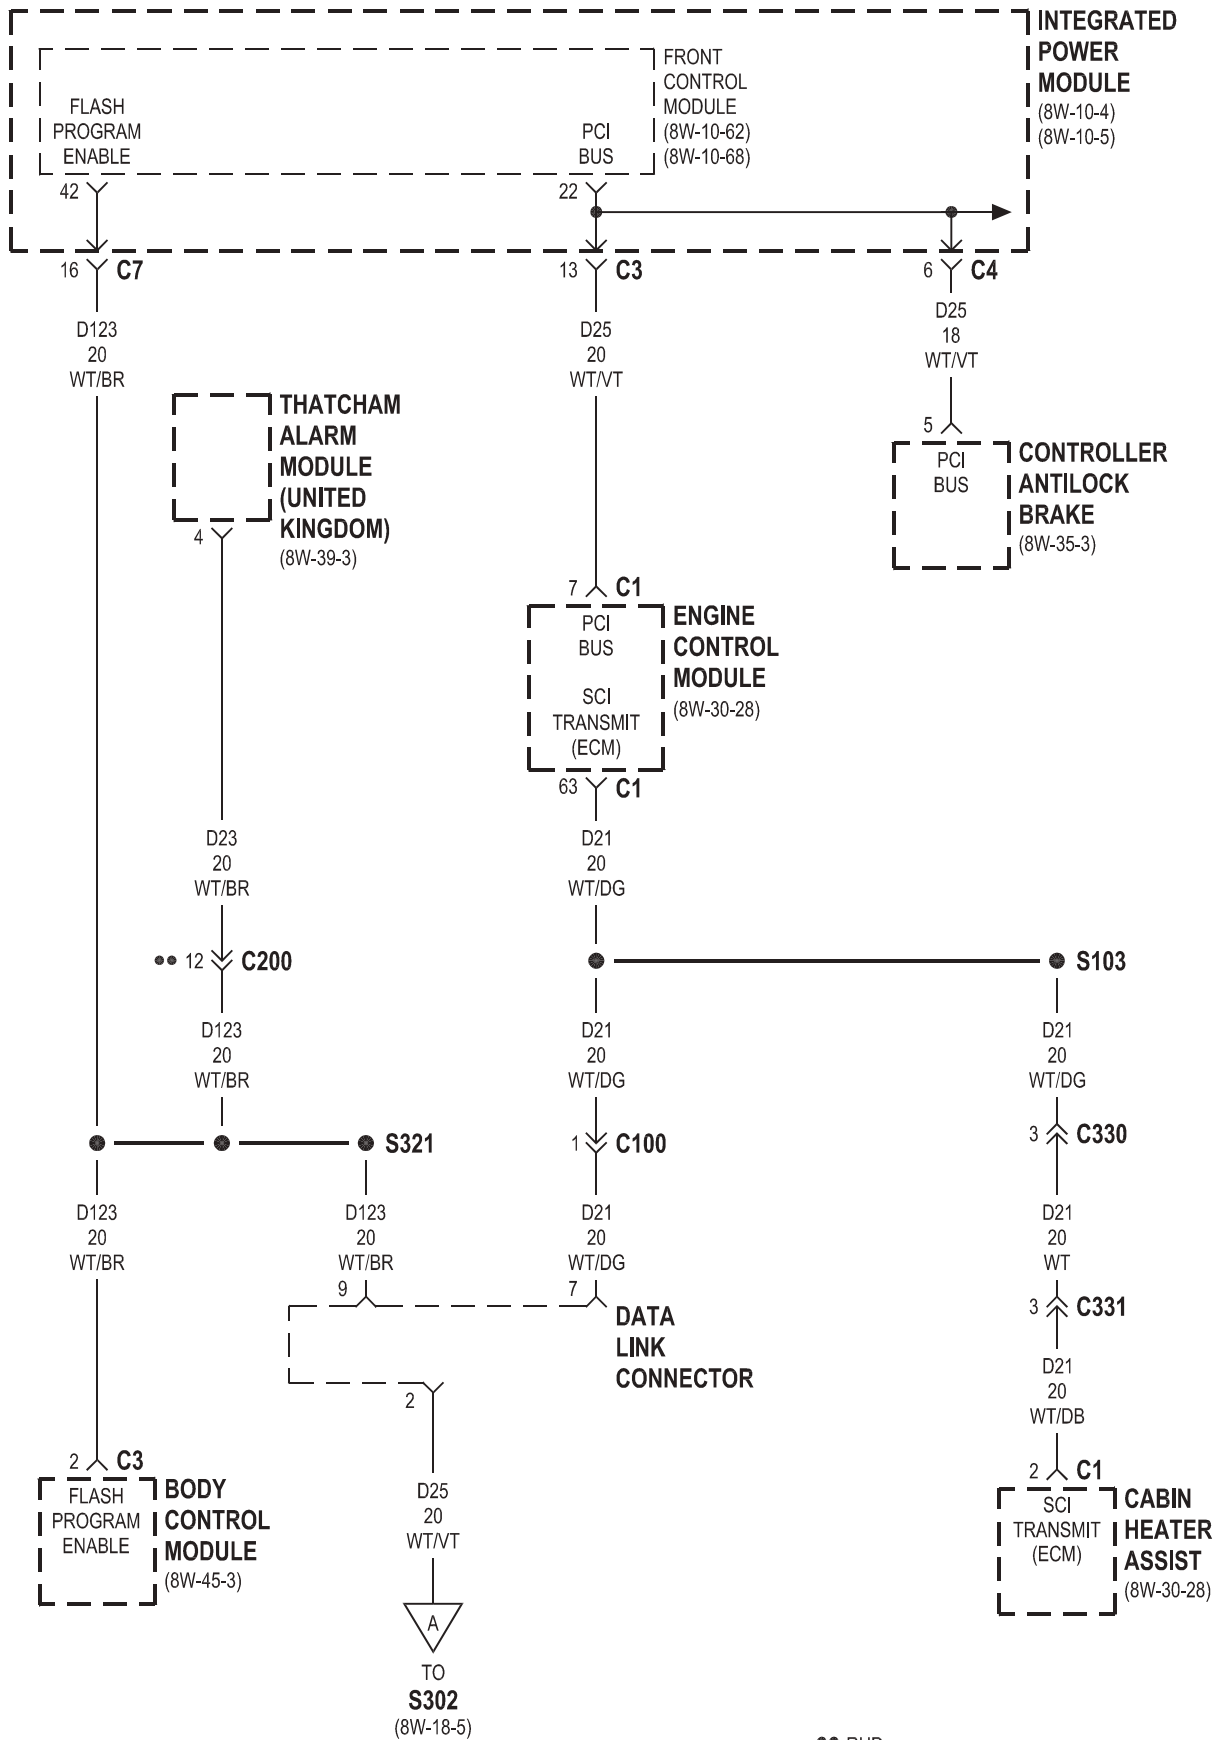 INTEGRATED
POWER
MODULE
(8W-10-4)
(8W-10-5)
FRONT
CONTROL
MODULE
(8W-10-62)
(8W-10-68)
FLASH
PROGRAM
ENABLE
PCI
BUS
42
22
16
C7
13
C3
6
C4
D123
20
WT/BR
D25
20
WT/VT
D25
18
WT/VT
THATCHAM
ALARM
MODULE
(UNITED
KINGDOM)
(8W-39-3)
4
5
PCI
BUS
CONTROLLER
ANTILOCK
BRAKE
(8W-35-3)
7
C1
PCI
BUS
SCI
TRANSMIT
(ECM)
ENGINE
CONTROL
MODULE
(8W-30-28)
63
C1
D23
20
WT/BR
D21
20
WT/DG
•• 12
C200
S103
D123
20
WT/BR
D21
20
WT/DG
D21
20
WT/DG
S321
1
C100
3
C330
D123
20
WT/BR
D123
20
WT/BR
D21
20
WT/DG
D21
20
WT
9
7
DATA
LINK
CONNECTOR
3
C331
2
D21
20
WT/DB
2
C3
FLASH
PROGRAM
ENABLE
BODY
CONTROL
MODULE
(8W-45-3)
D25
20
WT/VT
2
C1
SCI
TRANSMIT
(ECM)
CABIN
HEATER
ASSIST
(8W-30-28)
A
TO
S302
(8W-18-5)